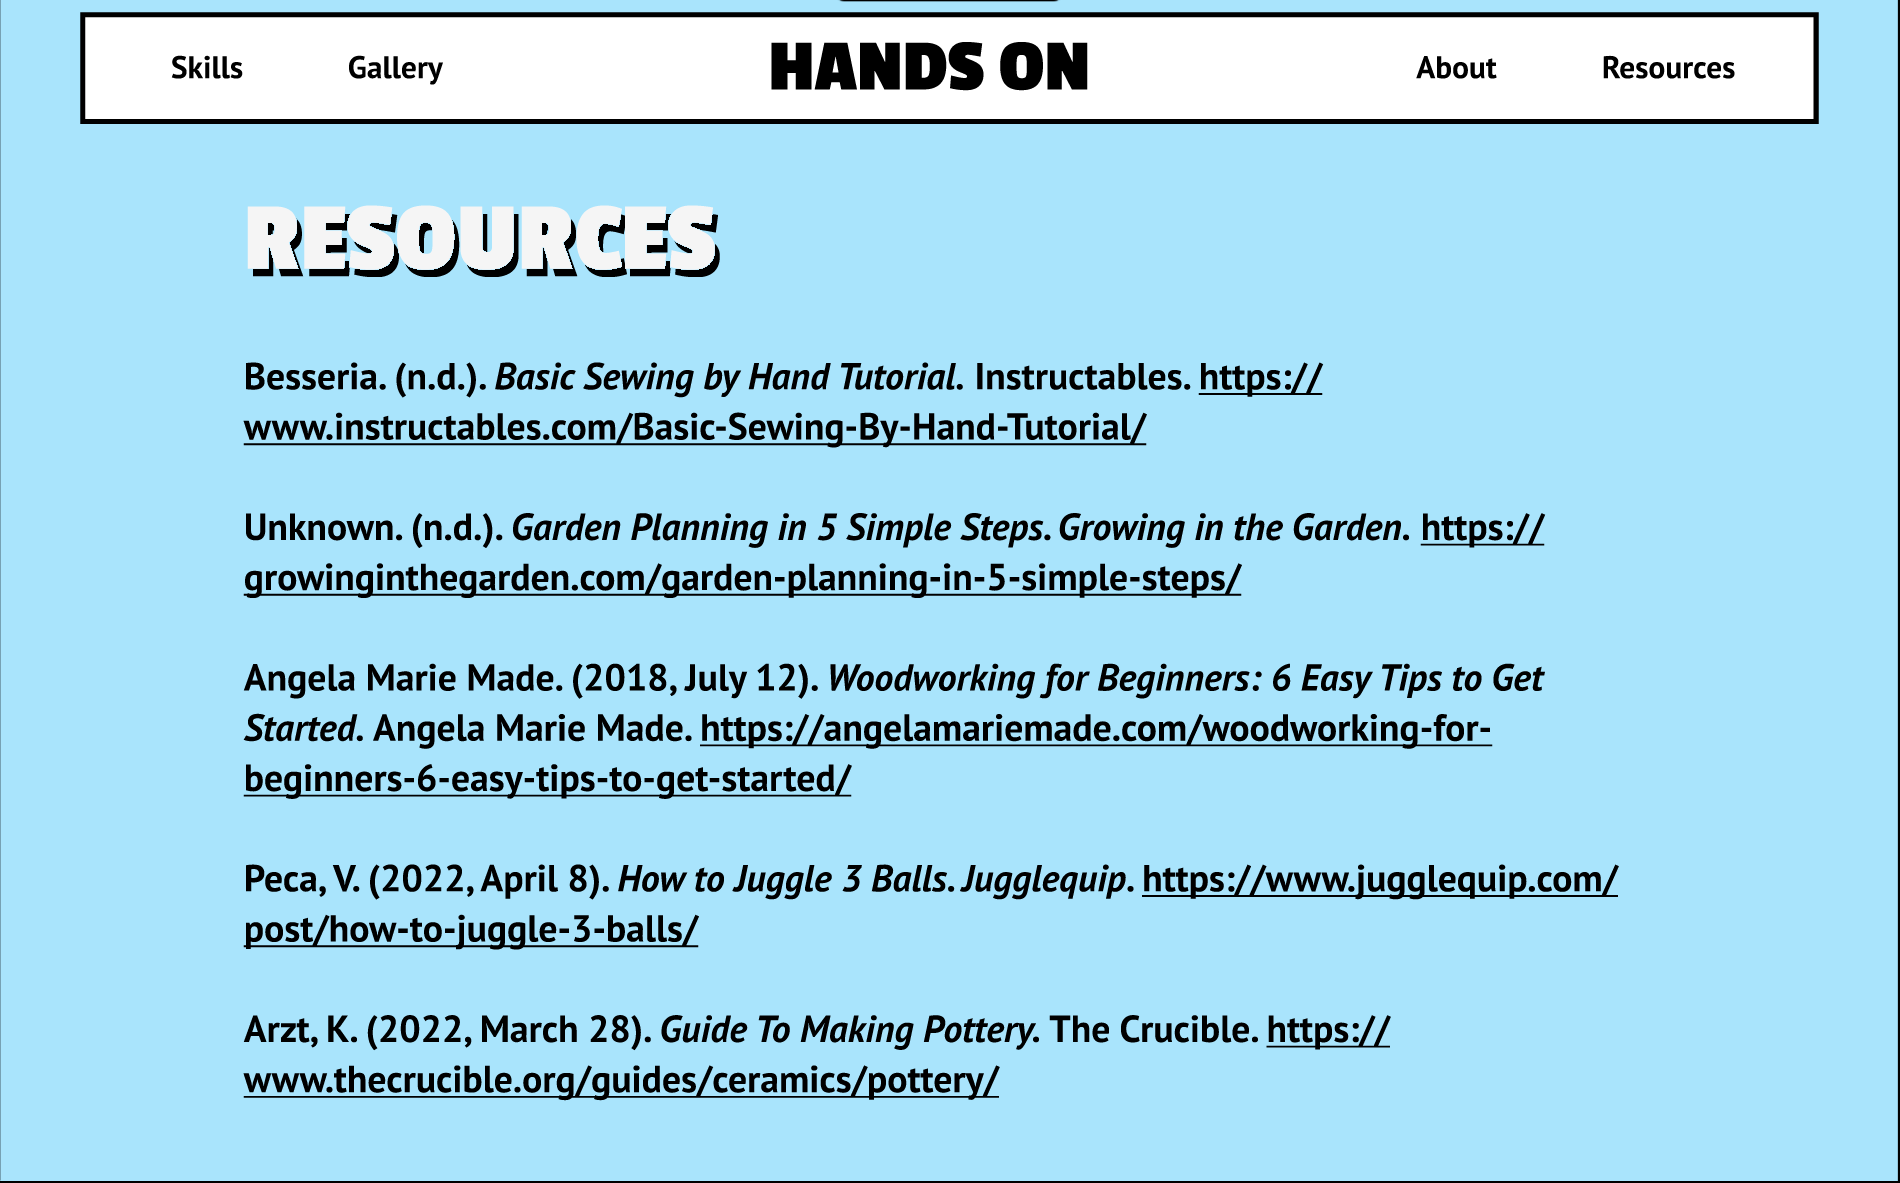 Skills Gallery HANDS ON About Resources
RESOURCES
Besseria. (n.d.). Basic Sewing by Hand Tutorial. Instructables. https://
www.instructables.com/Basic-Sewing-By-Hand-Tutorial/
Unknown. (n.d.). Garden Planning in 5 Simple Steps. Growing in the Garden. https://
growinginthegarden.com/garden-planning-in-5-simple-steps/
Angela Marie Made. (2018, July 12). Woodworking for Beginners: 6 Easy Tips to Get
Started. Angela Marie Made. https://angelamariemade.com/woodworking-for-
beginners-6-easy-tips-to-get-started/
Peca, V. (2022, April 8). How to Juggle 3 Balls. Jugglequip. https://www.jugglequip.com/
post/how-to-juggle-3-balls/
Arzt, K. (2022, March 28). Guide To Making Pottery. The Crucible. https://
www.thecrucible.org/guides/ceramics/pottery/